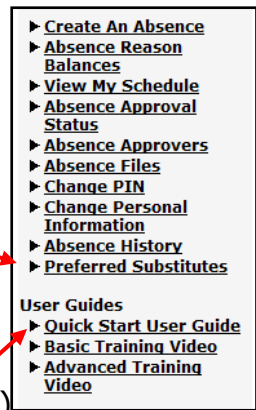 ► Create An Absence
► Absence Reason
Balances
► View My Schedule
► Absence Approval
Status
► Absence Approvers
► Absence Files
► Change PIN
► Change Personal
Information
► Absence History
► Preferred Substitutes
User Guides
► Quick Start User Guide
► Basic Training Video
► Advanced Training
Video
)